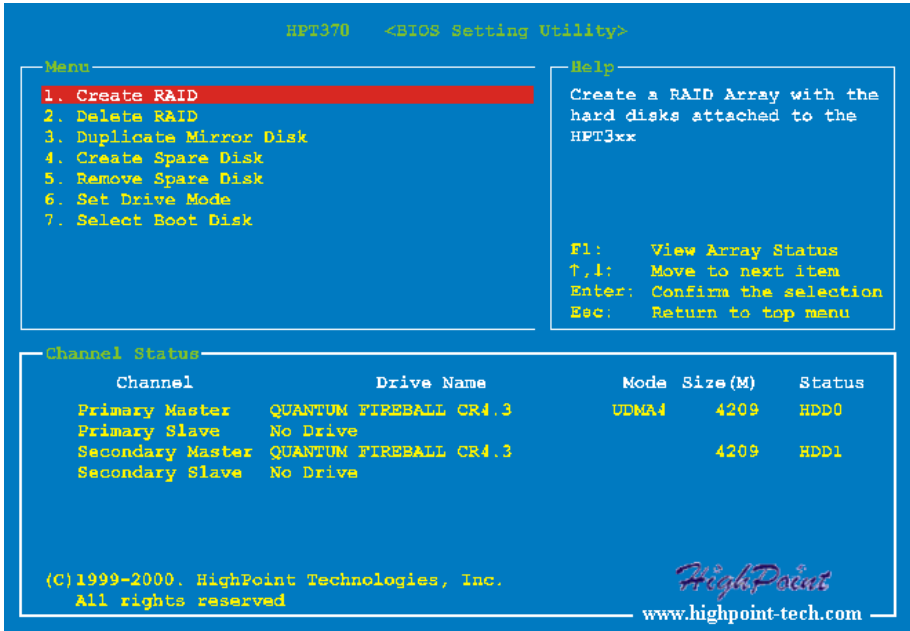 HPT370 <BIOS Setting Utility>
Menu
1. Create RAID
2. Delete RAID
3. Duplicate Mirror Disk
4. Create Spare Disk
5. Remove Spare Disk
6. Set Drive Mode
7. Select Boot Disk
Help
Create a RAID Array with the
hard disks attached to the
HPT3xx
F1: View Array Status
↑,↓: Move to next item
Enter: Confirm the selection
Esc: Return to top menu
Channel Status
Channel Drive Name Mode Size(M) Status
Primary Master QUANTUM FIREBALL CR4.3 UDMA4 4209 HDD0
Primary Slave No Drive
Secondary Master QUANTUM FIREBALL CR4.3 4209 HDD1
Secondary Slave No Drive
(C)1999-2000. HighPoint Technologies, Inc.
All rights reserved
HighPoint
www.highpoint-tech.com